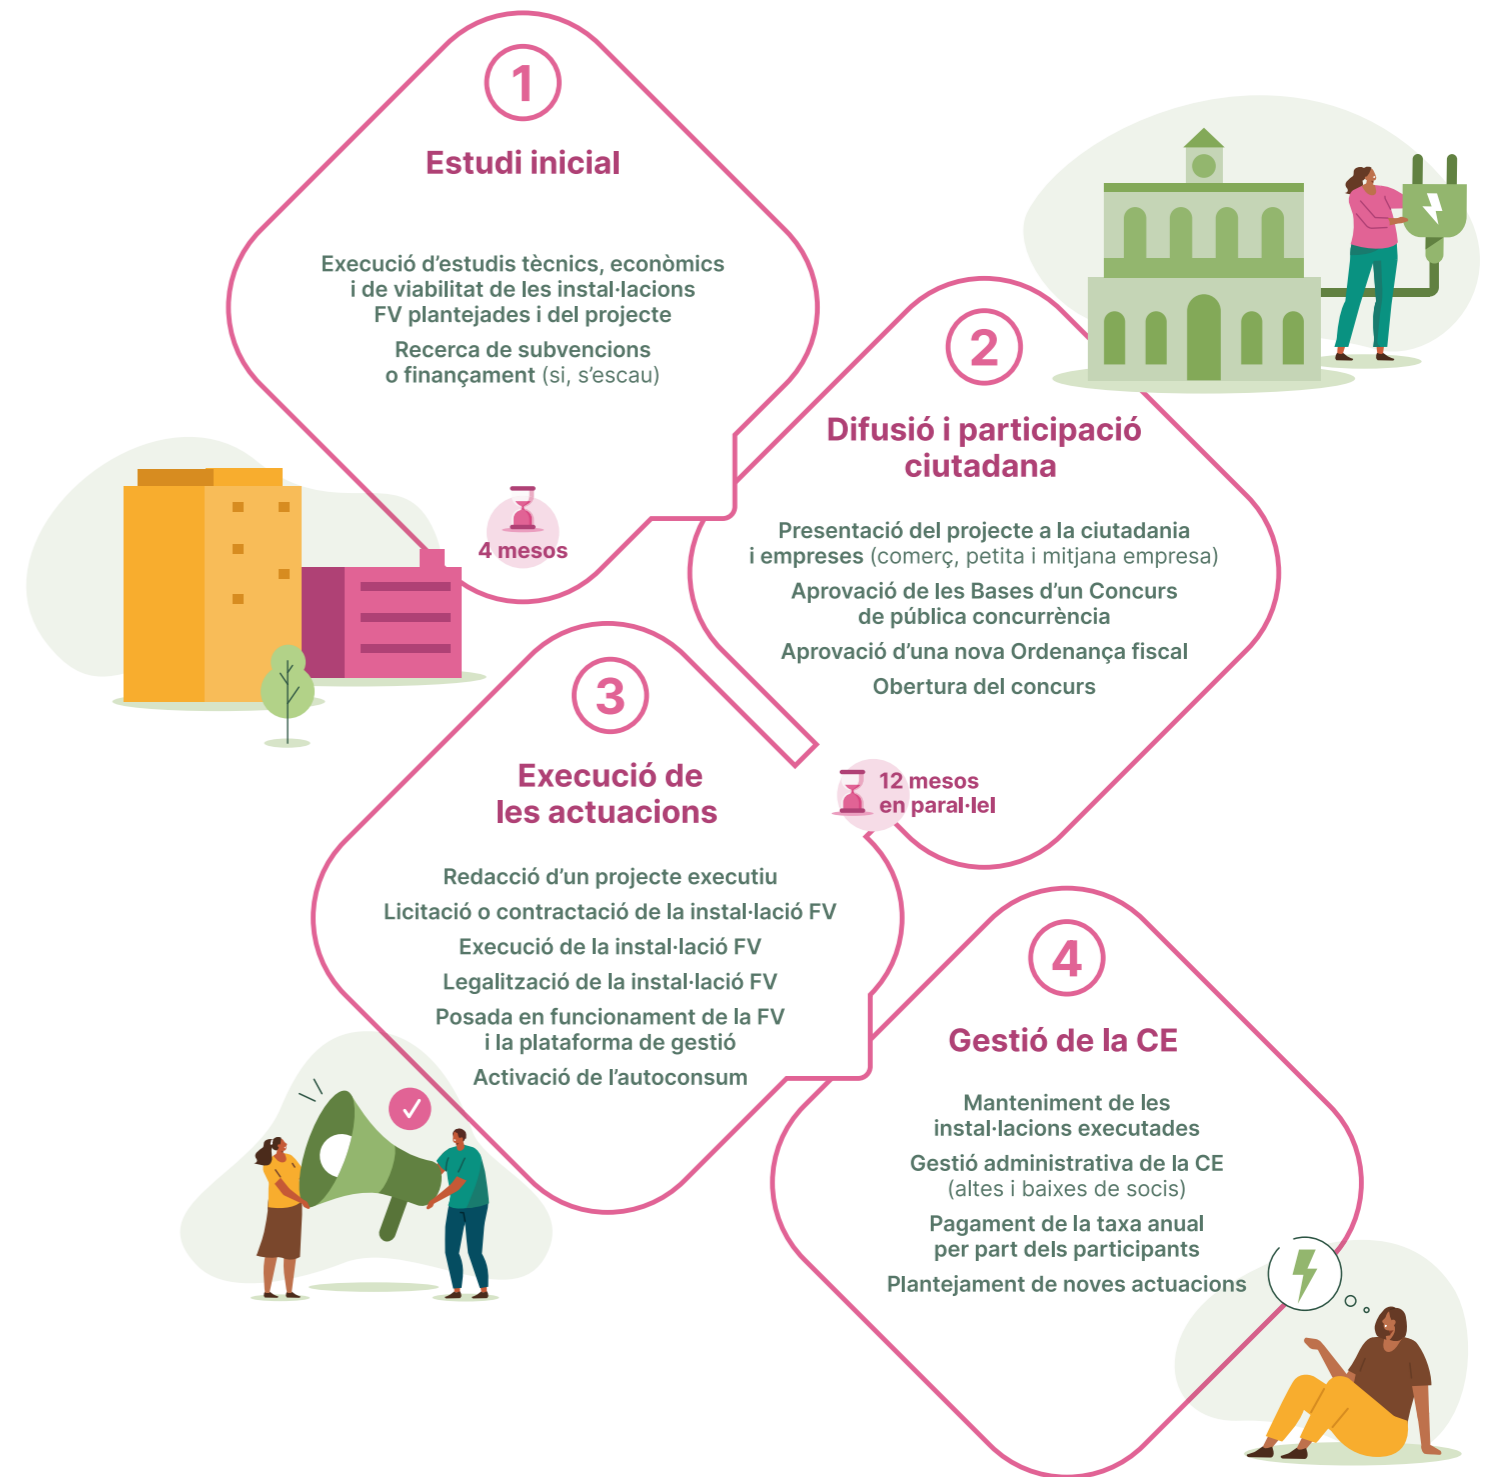 1
Estudi inicial
Execució d’estudis tècnics, econòmics
i de viabilitat de les instal·lacions
FV plantejades i del projecte
Recerca de subvencions
o finançament (si, s’escau)
4 mesos
2
Difusió i participació
ciutadana
Presentació del projecte a la ciutadania
i empreses (comerç, petita i mitjana empresa)
Aprovació de les Bases d’un Concurs
de pública concurrència
Aprovació d’una nova Ordenança fiscal
Obertura del concurs
12 mesos
en paral·lel
3
Execució de
les actuacions
Redacció d’un projecte executiu
Licitació o contractació de la instal·lació FV
Execució de la instal·lació FV
Legalització de la instal·lació FV
Posada en funcionament de la FV
i la plataforma de gestió
Activació de l’autoconsum
4
Gestió de la CE
Manteniment de les
instal·lacions executades
Gestió administrativa de la CE
(altes i baixes de socis)
Pagament de la taxa anual
per part dels participants
Plantejament de noves actuacions